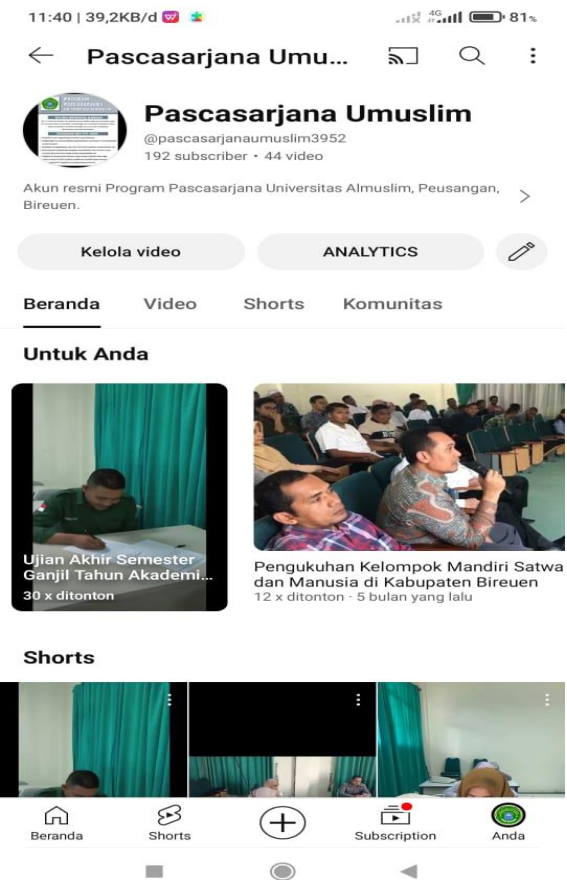 11:40 | 39,2KB/d
4G
81%
Pascasarjana Umu...
PROGRAM
PASCASARJANA
Pascasarjana Umuslim
@pascasarjanaumuslim3952
192 subscriber • 44 video
Akun resmi Program Pascasarjana Universitas Almuslim, Peusangan,
Bireuen.
Kelola video
ANALYTICS
Beranda
Video
Shorts
Komunitas
Untuk Anda
Ujian Akhir Semester
Ganjil Tahun Akademi...
30 x ditonton
Pengukuhan Kelompok Mandiri Satwa
dan Manusia di Kabupaten Bireuen
12 x ditonton · 5 bulan yang lalu
Shorts
Beranda
Shorts
Subscription
Anda